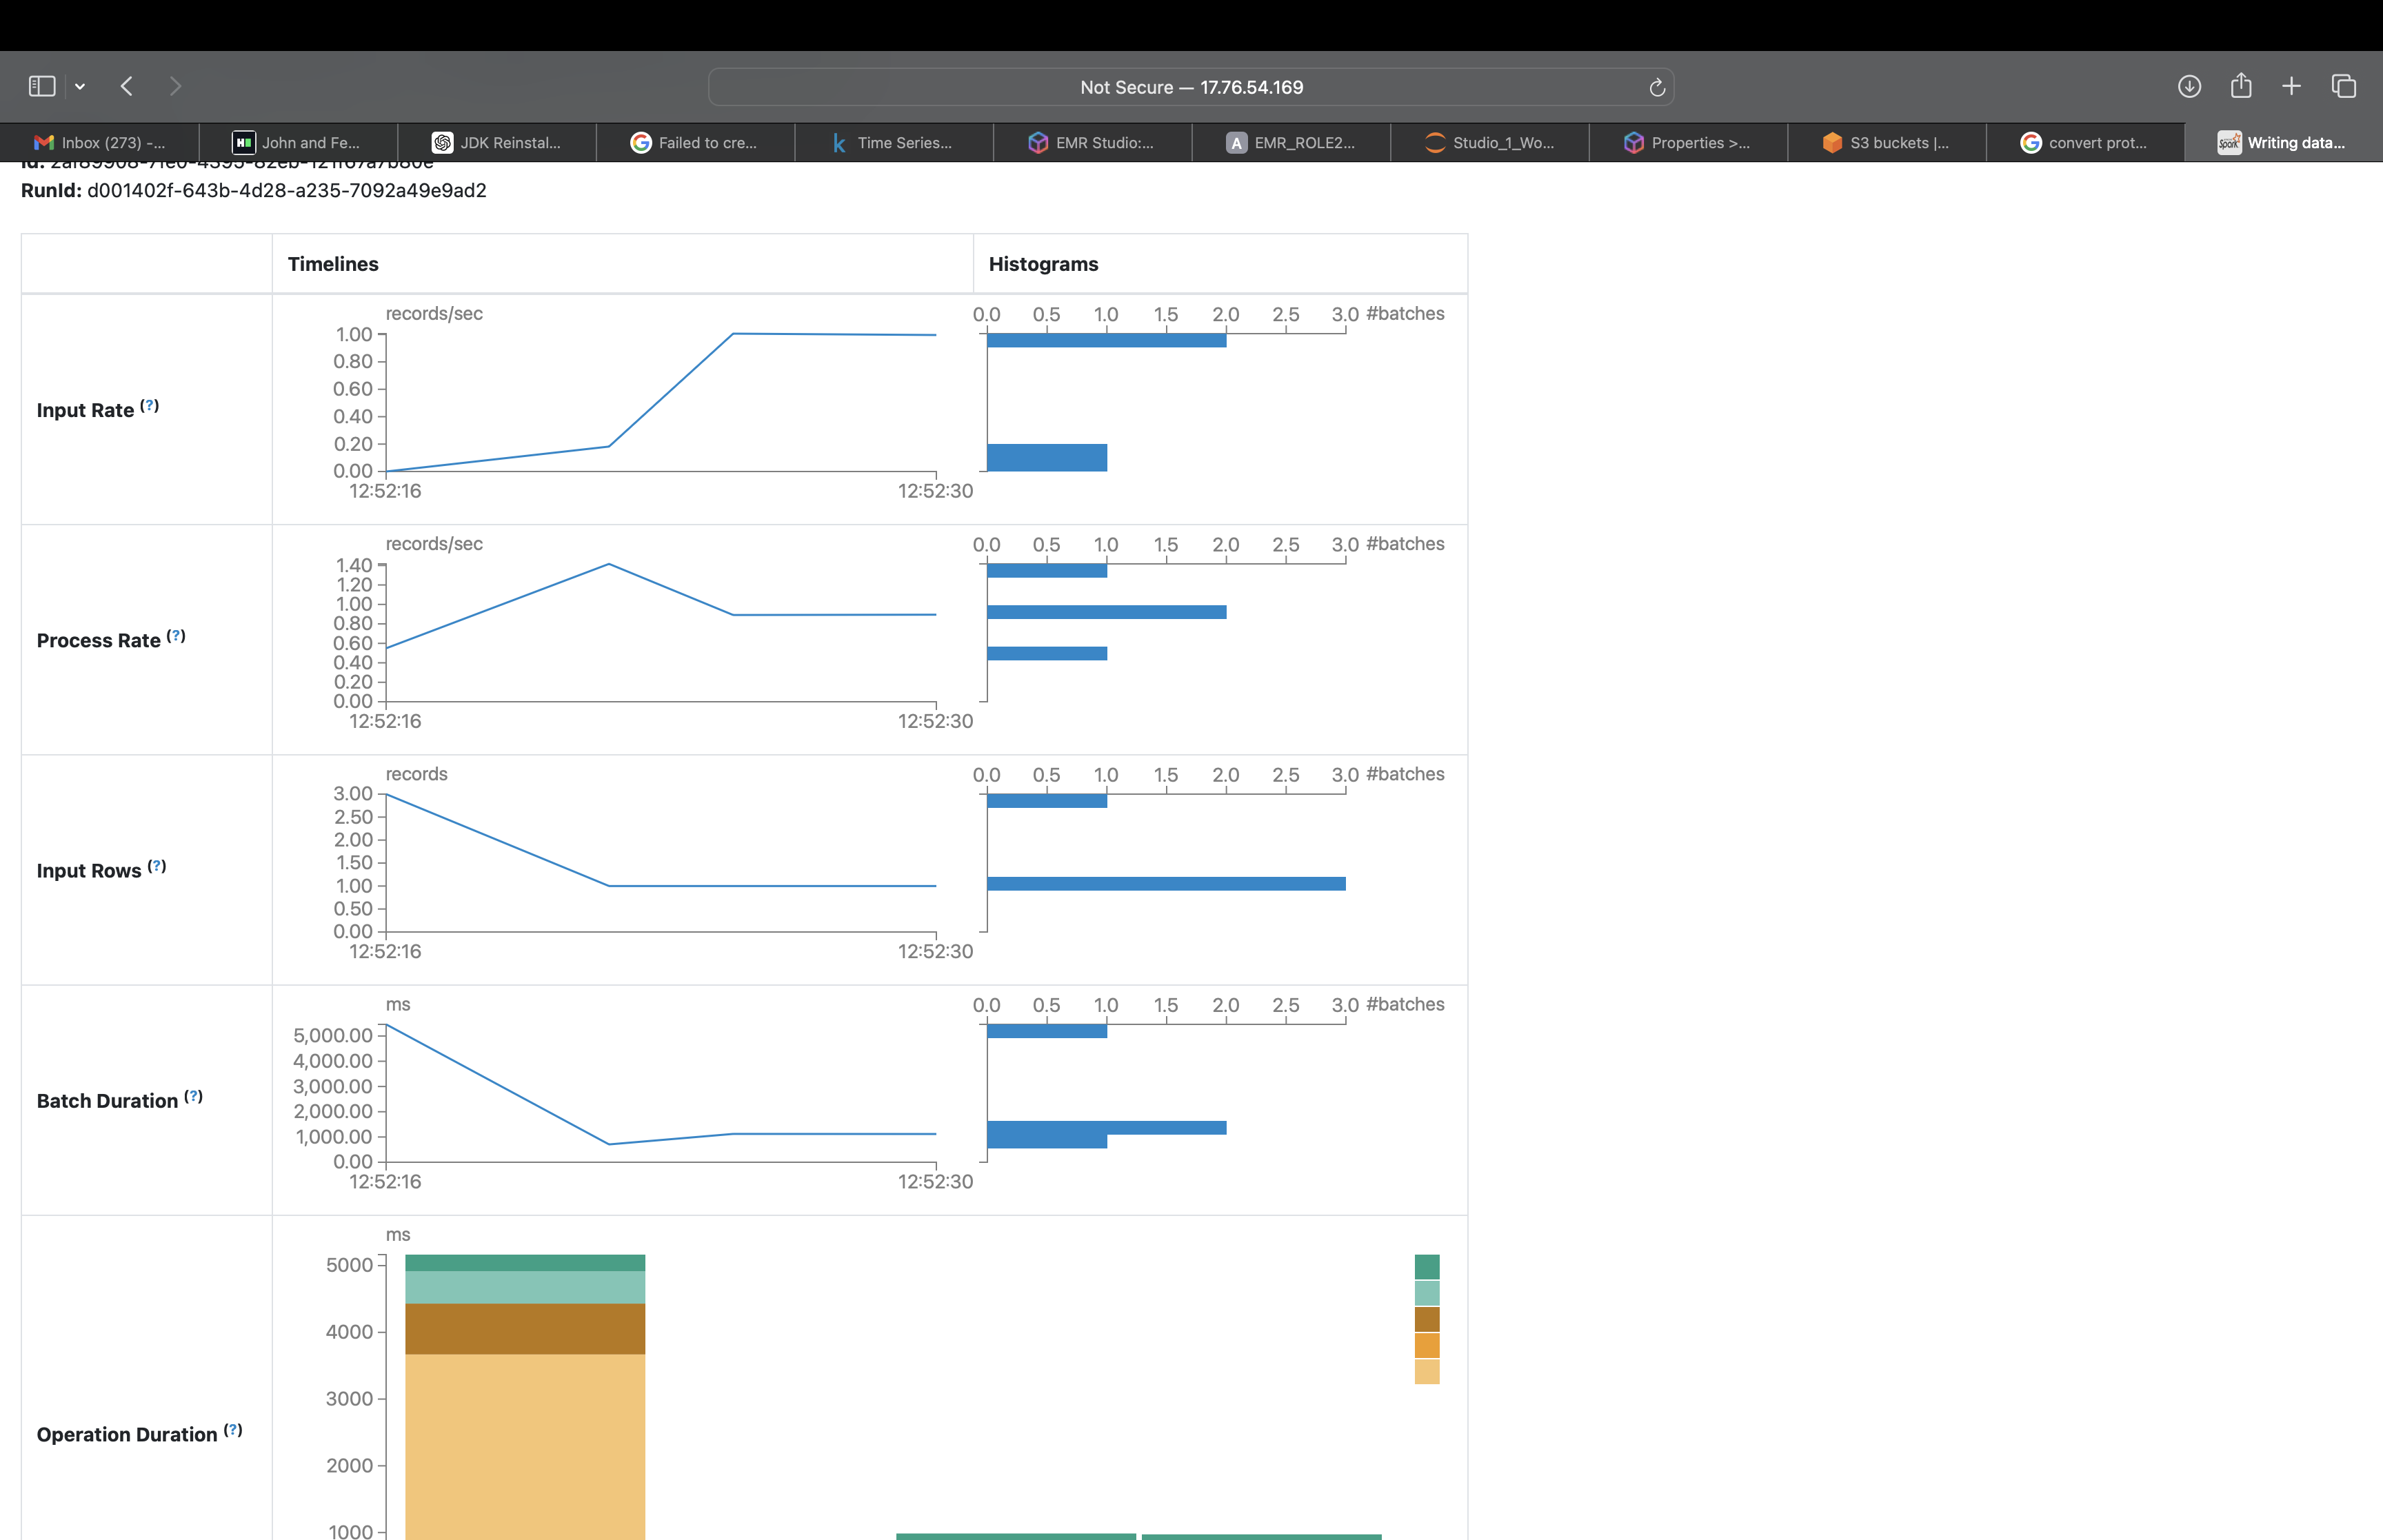 Not Secure — 17.76.54.169
Inbox (273) -...
John and Fe...
JDK Reinstal...
Failed to cre...
Time Series...
EMR Studio:...
EMR_ROLE2...
Studio_1_Wo...
Properties >...
S3 buckets |...
convert prot...
Writing data...
RunId: d001402f-643b-4d28-a235-7092a49e9ad2
Timelines
Histograms
Input Rate (?)
records/sec
1.00
0.80
0.60
0.40
0.20
0.00
12:52:16
12:52:30
0.0 0.5 1.0 1.5 2.0 2.5 3.0 #batches
Process Rate (?)
records/sec
1.40
1.20
1.00
0.80
0.60
0.40
0.20
0.00
12:52:16
12:52:30
0.0 0.5 1.0 1.5 2.0 2.5 3.0 #batches
Input Rows (?)
records
3.00
2.50
2.00
1.50
1.00
0.50
0.00
12:52:16
12:52:30
0.0 0.5 1.0 1.5 2.0 2.5 3.0 #batches
Batch Duration (?)
ms
5,000.00
4,000.00
3,000.00
2,000.00
1,000.00
0.00
12:52:16
12:52:30
0.0 0.5 1.0 1.5 2.0 2.5 3.0 #batches
Operation Duration (?)
ms
5000
4000
3000
2000
1000